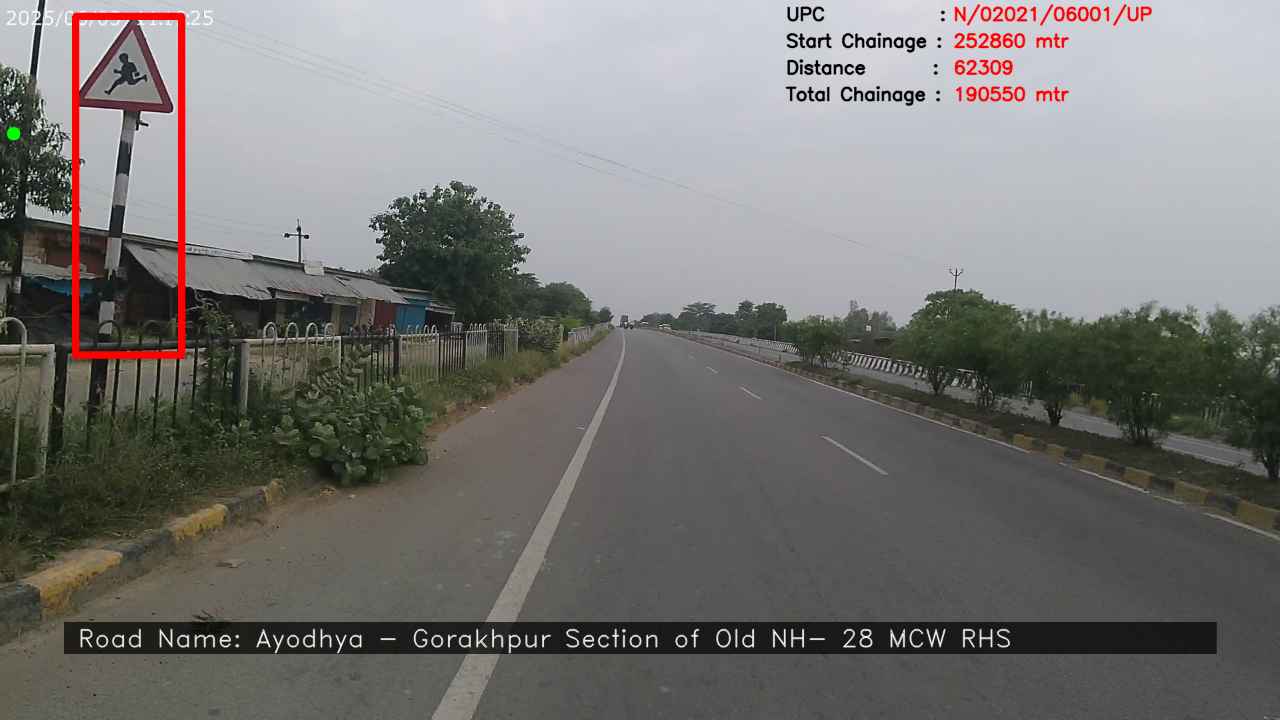 UPC : N/02021/06001/UP
Start Chainage : 252860 mtr
Distance : 62309
Total Chainage : 190550 mtr
Road Name: Ayodhya - Gorakhpur Section of Old NH- 28 MCW RHS